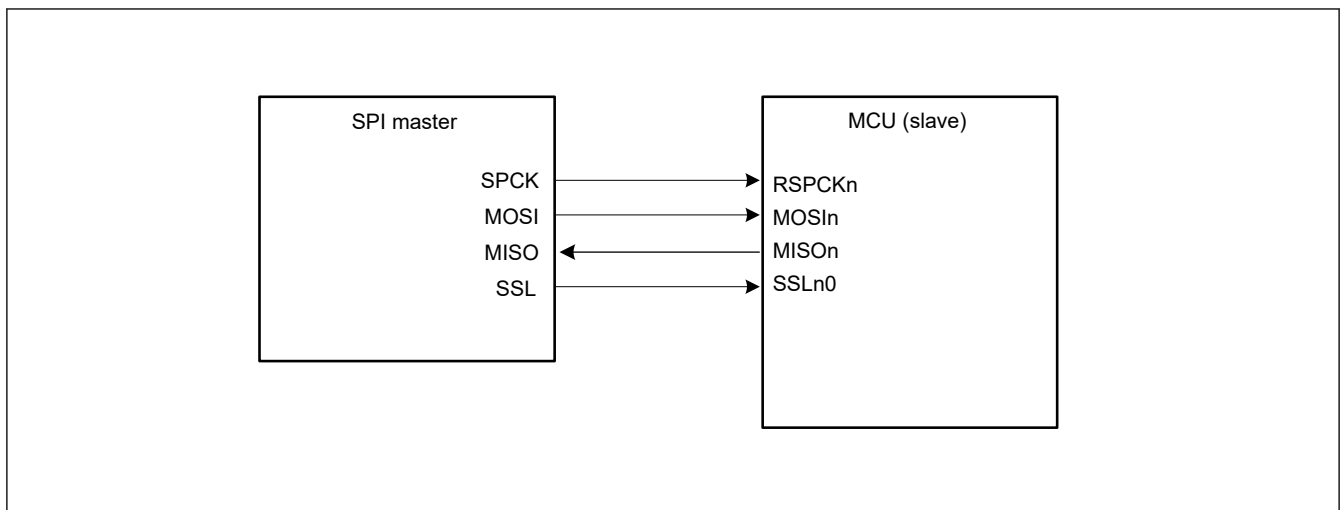 SPI master
SPCK
MOSI
MISO
SSL
MCU (slave)
RSPCKn
MOSIn
MISOn
SSLn0